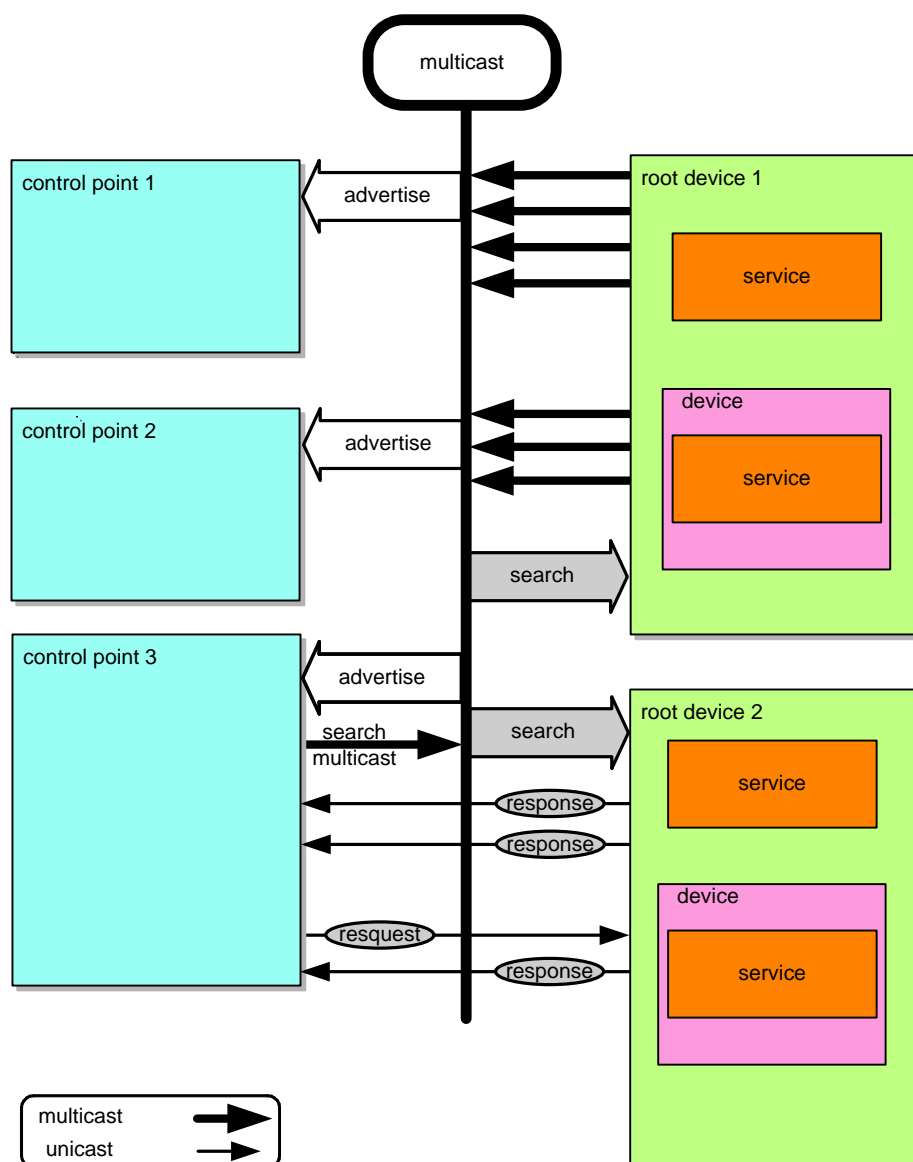 multicast
control point 1
advertise
root device 1
service
control point 2
advertise
device
service
search
control point 3
advertise
search
multicast
search
root device 2
service
response
response
device
resquest
service
response
multicast
unicast